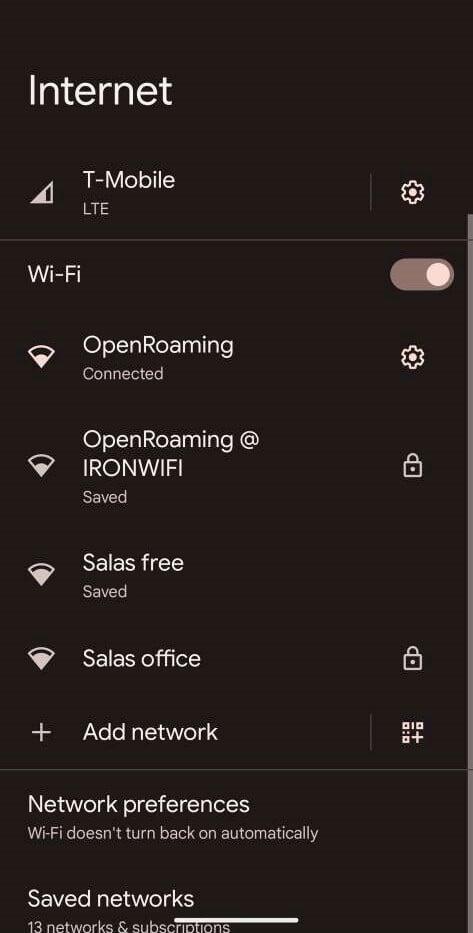 Internet
T-Mobile
LTE
Wi-Fi
OpenRoaming
Connected
OpenRoaming @
IRONWIFI
Saved
Salas free
Saved
Salas office
Add network
Network preferences
Wi-Fi doesn't turn back on automatically
Saved networks
13 networks & subscriptions